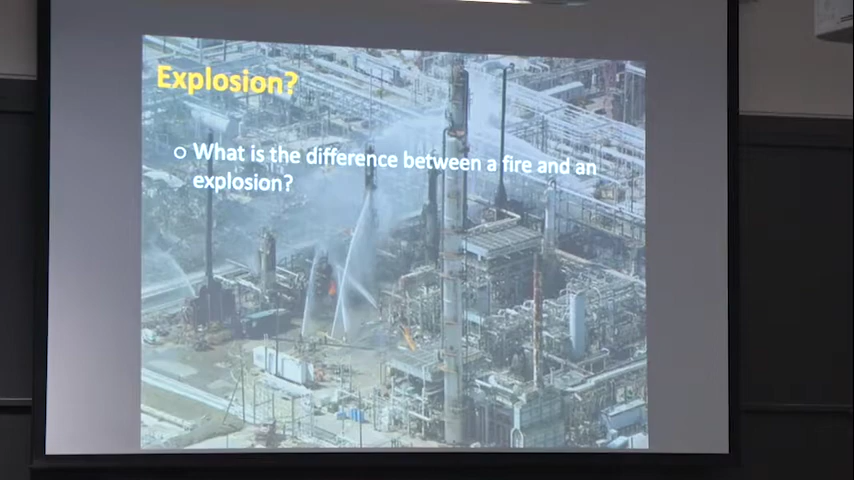 Explosion?
What is the difference between a fire and an
explosion?